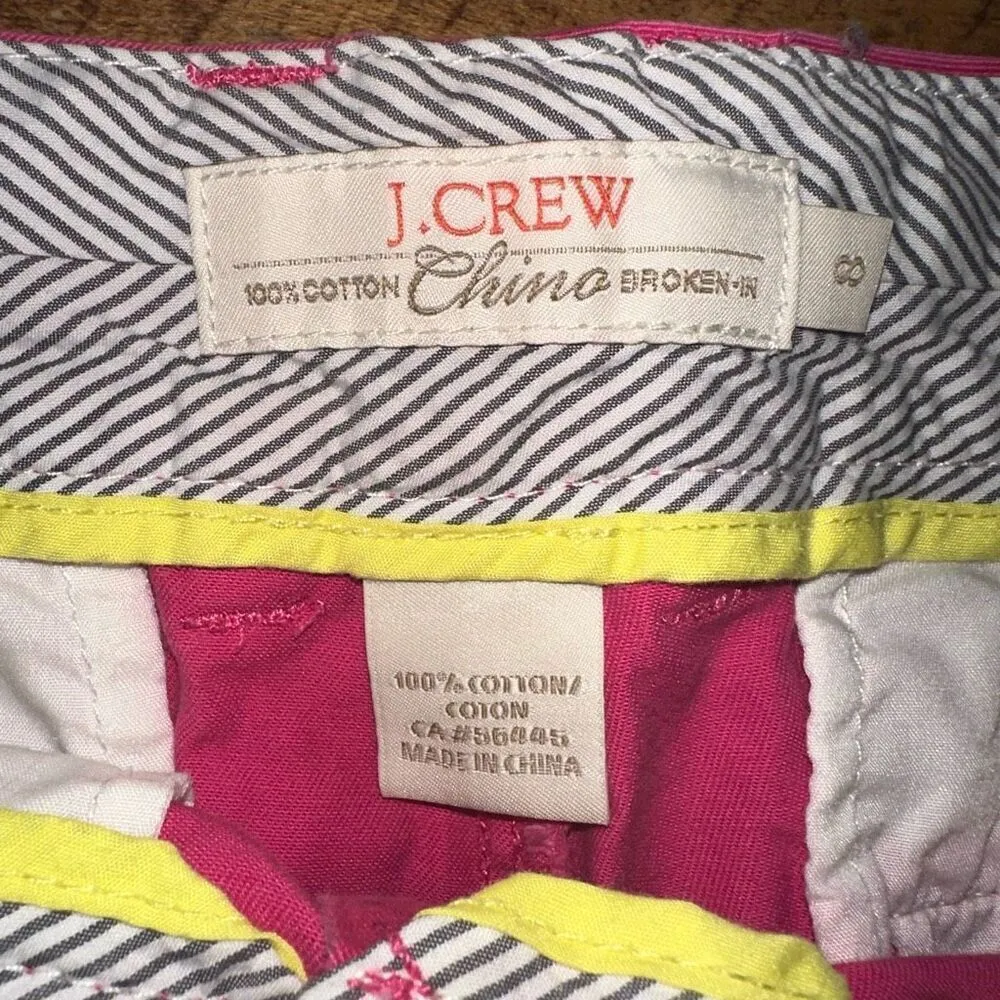 J.CREW
100% COTTON Chino BROKEN-IN
8
100% COTTON/
COTON
CA #56445
MADE IN CHINA